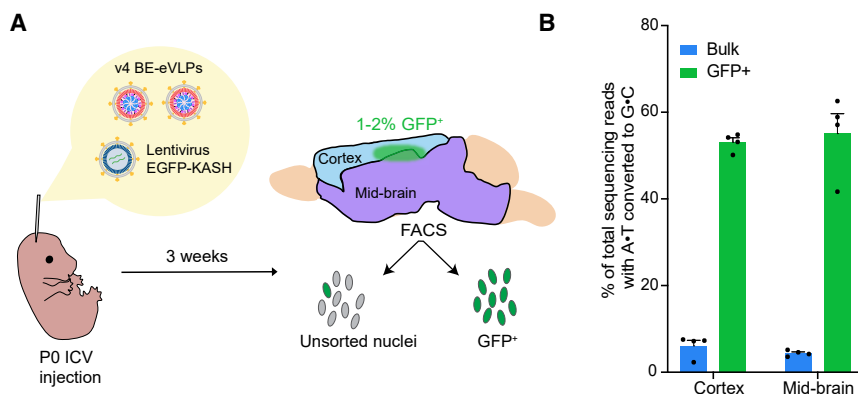 A
v4 BE-eVLPs
Lentivirus
EGFP-KASH
1-2% GFP⁺
Cortex
Mid-brain
FACS
3 weeks
Unsorted nuclei
GFP⁺
P0 ICV
injection
B
% of total sequencing reads
with A•T converted to G•C
80
60
40
20
0
Bulk
GFP+
Cortex
Mid-brain